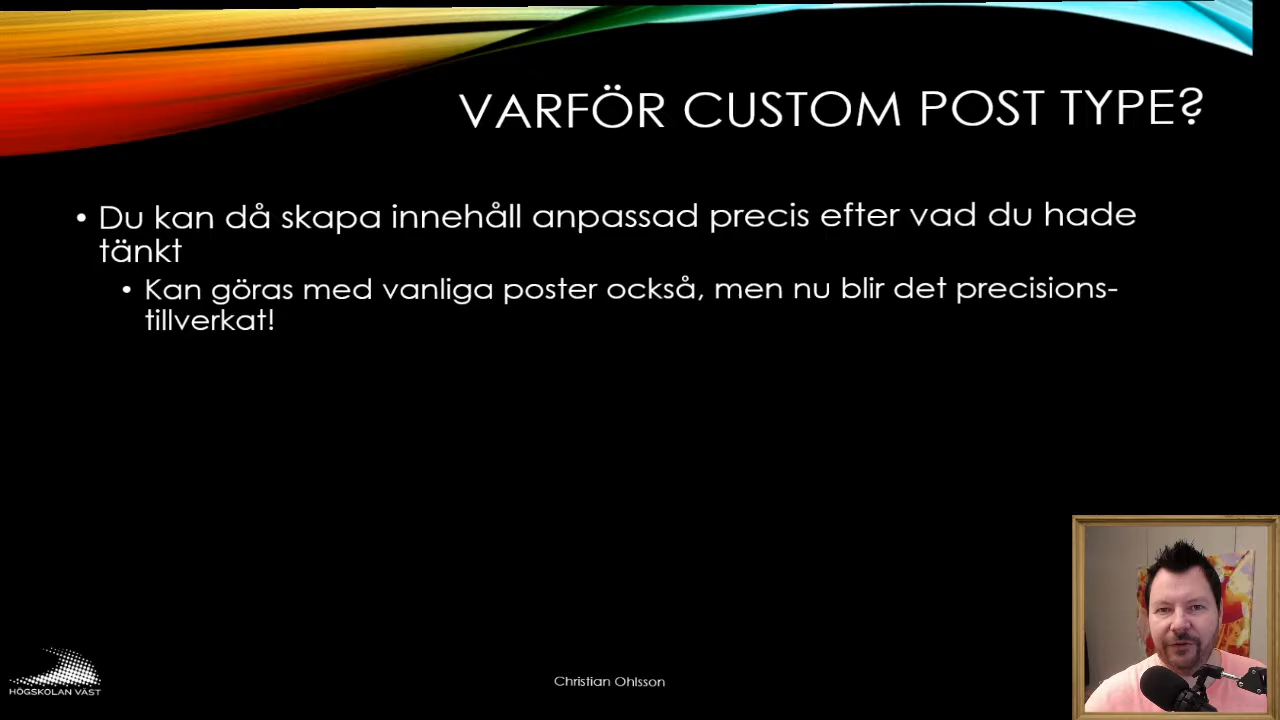 VARFÖR CUSTOM POST TYPE?
• Du kan då skapa innehåll anpassad precis efter vad du hade
tänkt
• Kan göras med vanliga poster också, men nu blir det precisions-
tillverkat!
HÖGSKOLAN VÄST
Christian Ohlsson